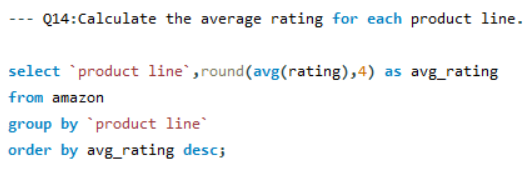 --- Q14:Calculate the average rating for each product line.
select `product line`,round(avg(rating),4) as avg_rating
from amazon
group by `product line`
order by avg_rating desc;